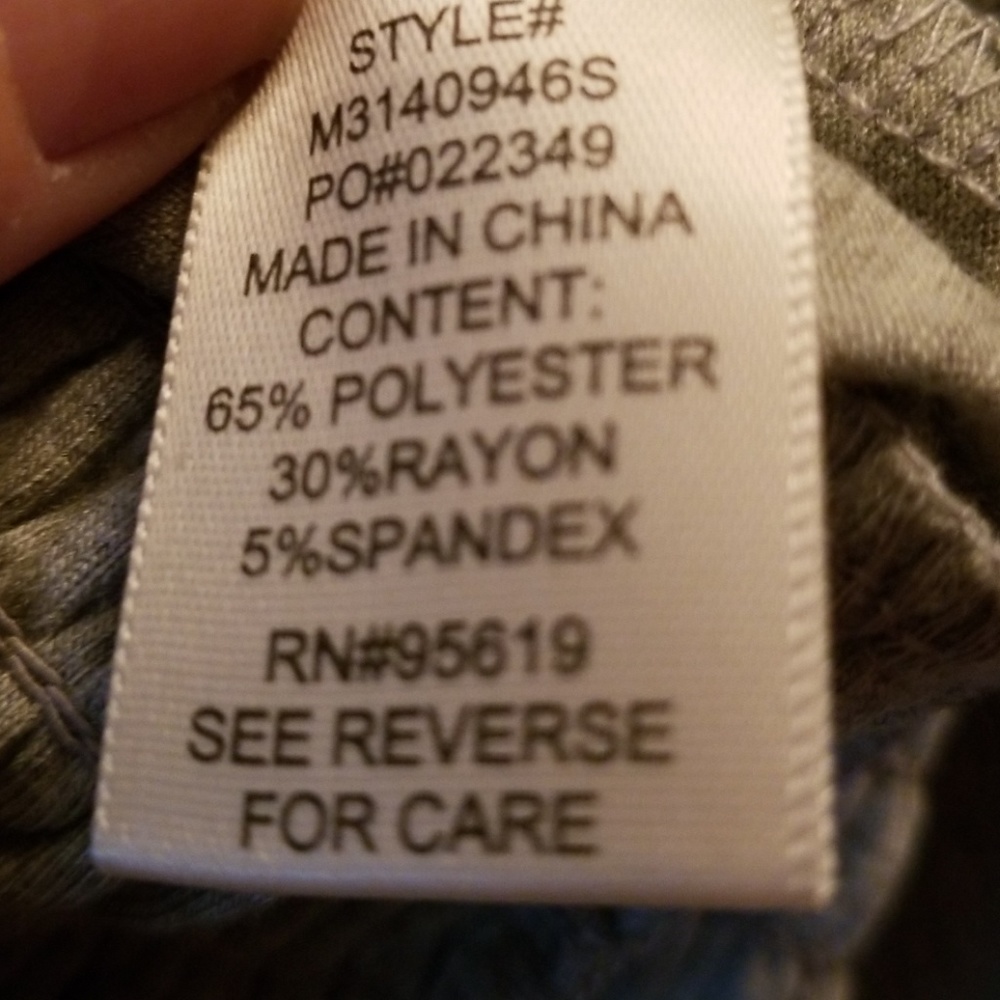 STYLE#
M3140946S
PO#022349
MADE IN CHINA
CONTENT:
65% POLYESTER
30%RAYON
5%SPANDEX
RN#95619
SEE REVERSE
FOR CARE